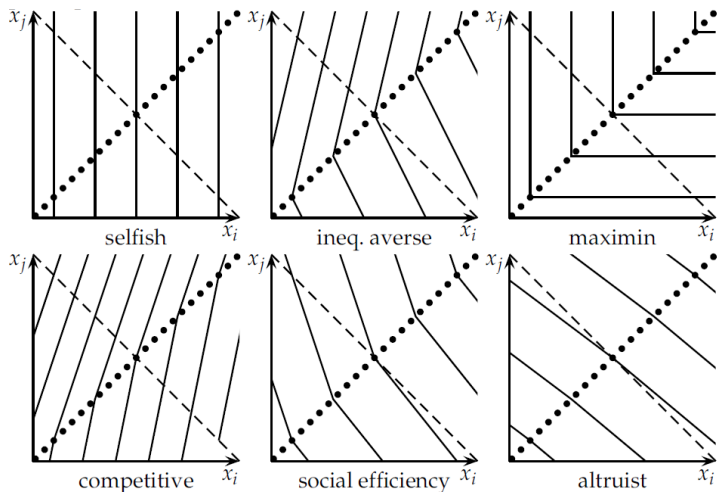 x_j x_j x_j
x_i x_i x_i
selfish ineq. averse maximin
x_j x_j x_j
x_i x_i x_i
competitive social efficiency altruist